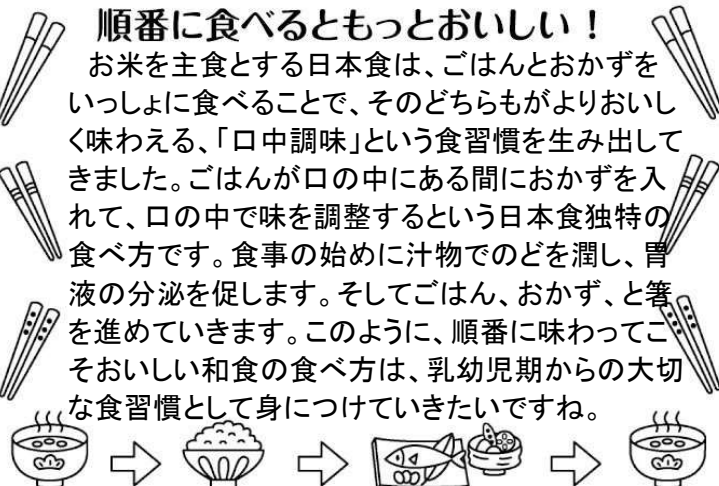 順番に食べるともっとおいしい！
お米を主食とする日本食は、ごはんとおかずを
いっしょに食べることで、そのどちらもがよりおいし
く味わえる、「口中調味」という食習慣を生み出して
きました。ごはんが口の中にある間におかずを入
れて、口の中で味を調整するという日本食独特の
食べ方です。食事の始めに汁物でのどを潤し、胃
液の分泌を促します。そしてごはん、おかず、と箸
を進めていきます。このように、順番に味わってこ
そおいしい和食の食べ方は、乳幼児期からの大切
な食習慣として身につけていきたいですね。